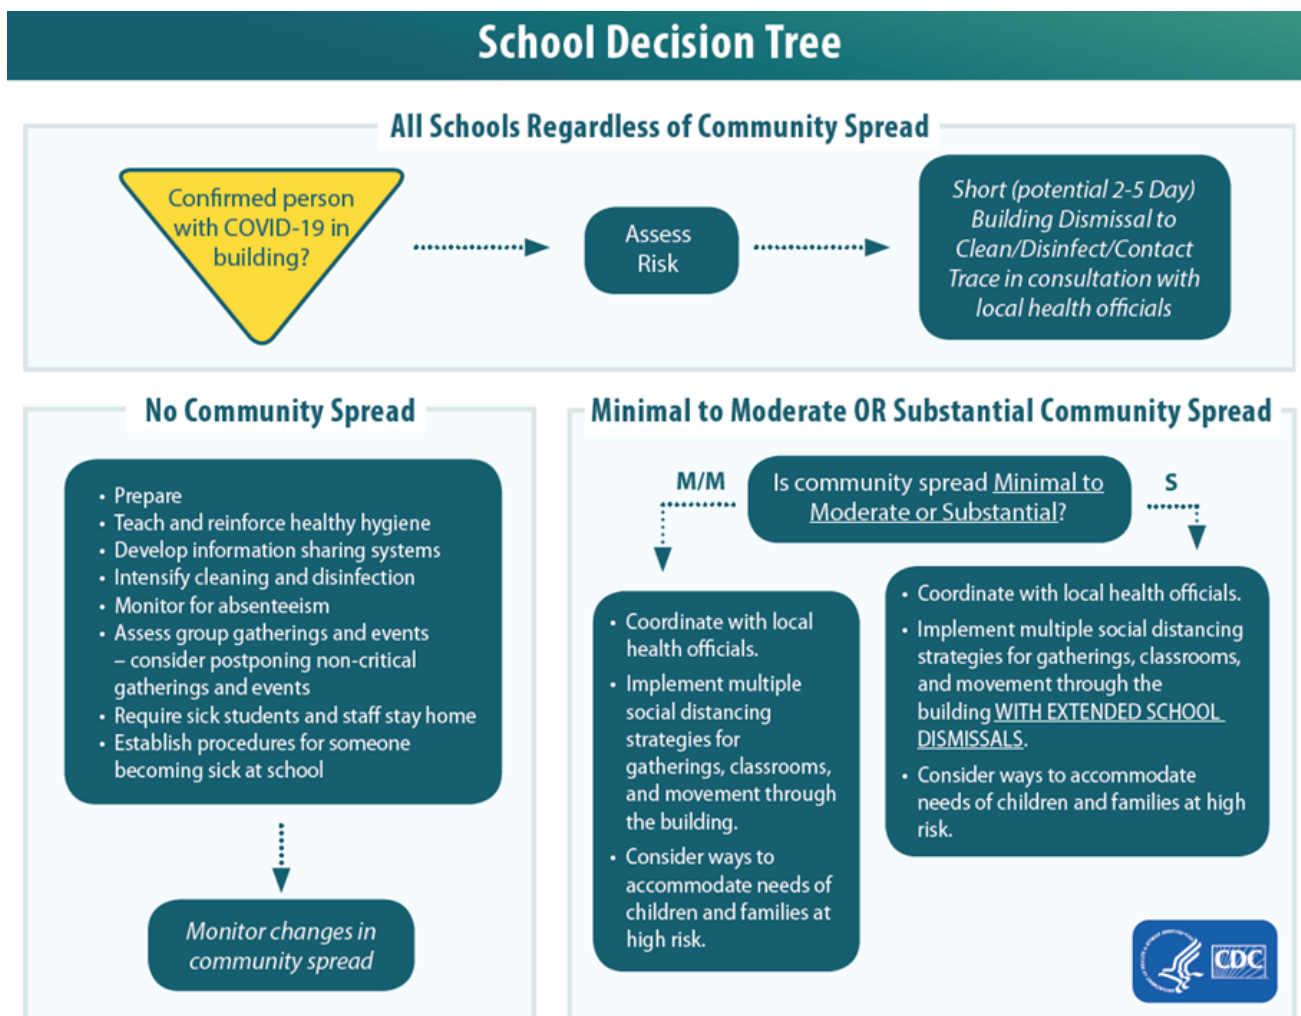 School Decision Tree
All Schools Regardless of Community Spread
Confirmed person
with COVID-19 in
building?
Assess
Risk
Short (potential 2-5 Day)
Building Dismissal to
Clean/Disinfect/Contact
Trace in consultation with
local health officials
No Community Spread
• Prepare
• Teach and reinforce healthy hygiene
• Develop information sharing systems
• Intensify cleaning and disinfection
• Monitor for absenteeism
• Assess group gatherings and events
– consider postponing non-critical
gatherings and events
• Require sick students and staff stay home
• Establish procedures for someone
becoming sick at school
Monitor changes in
community spread
Minimal to Moderate OR Substantial Community Spread
M/M
Is community spread Minimal to
Moderate or Substantial?
S
• Coordinate with local
health officials.
• Implement multiple
social distancing
strategies for
gatherings, classrooms,
and movement through
the building.
• Consider ways to
accommodate needs of
children and families at
high risk.
• Coordinate with local health officials.
• Implement multiple social distancing
strategies for gatherings, classrooms,
and movement through the
building WITH EXTENDED SCHOOL
DISMISSALS.
• Consider ways to accommodate
needs of children and families at high
risk.
CDC